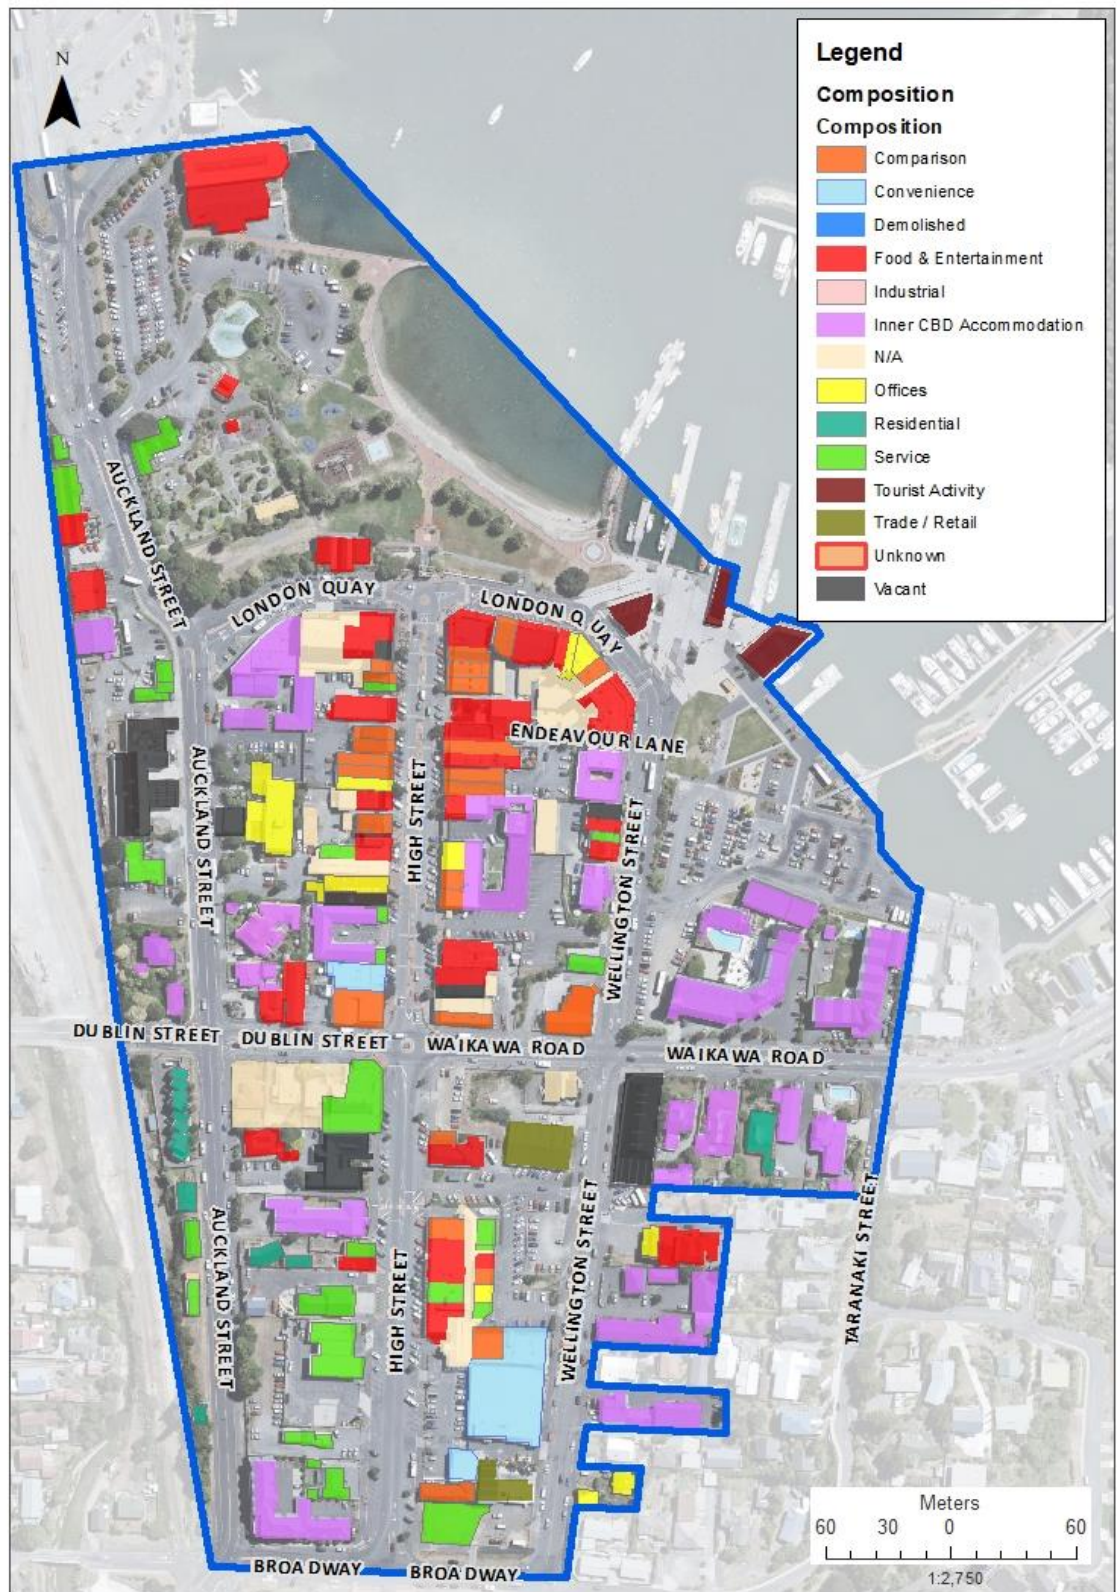 N
Legend
Composition
Composition
Comparison
Convenience
Demolished
Food & Entertainment
Industrial
Inner CBD Accommodation
N/A
Offices
Residential
Service
Tourist Activity
Trade / Retail
Unknown
Vacant
AUCKLAND STREET
LONDON QUAY
LONDON QUAY
ENDEAVOUR LANE
AUCKLAND STREET
HIGH STREET
WELLINGTON STREET
DUBLIN STREET
DUBLIN STREET
WAIKAWA ROAD
WAIKAWA ROAD
AUCKLAND STREET
HIGH STREET
WELLINGTON STREET
TARANAKI STREET
BROADWAY
BROADWAY
Meters
60 30 0 60
1:2,750